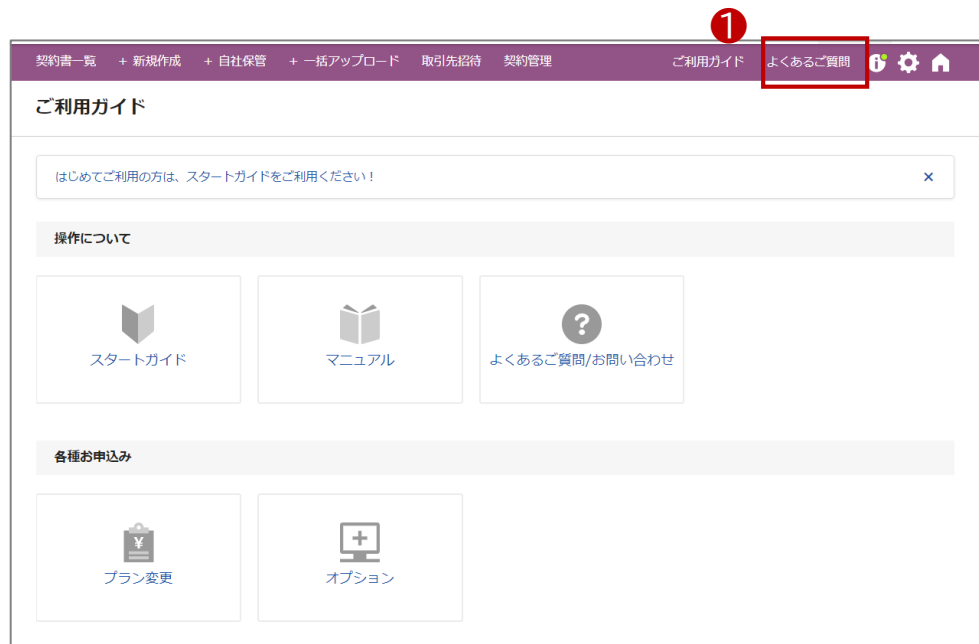 1
契約書一覧 + 新規作成 + 自社保管 + 一括アップロード 取引先招待 契約管理 ご利用ガイド よくあるご質問
ご利用ガイド
はじめてご利用の方は、スタートガイドをご利用ください！ ×
操作について
スタートガイド マニュアル よくあるご質問/お問い合わせ
各種お申込み
プラン変更 オプション